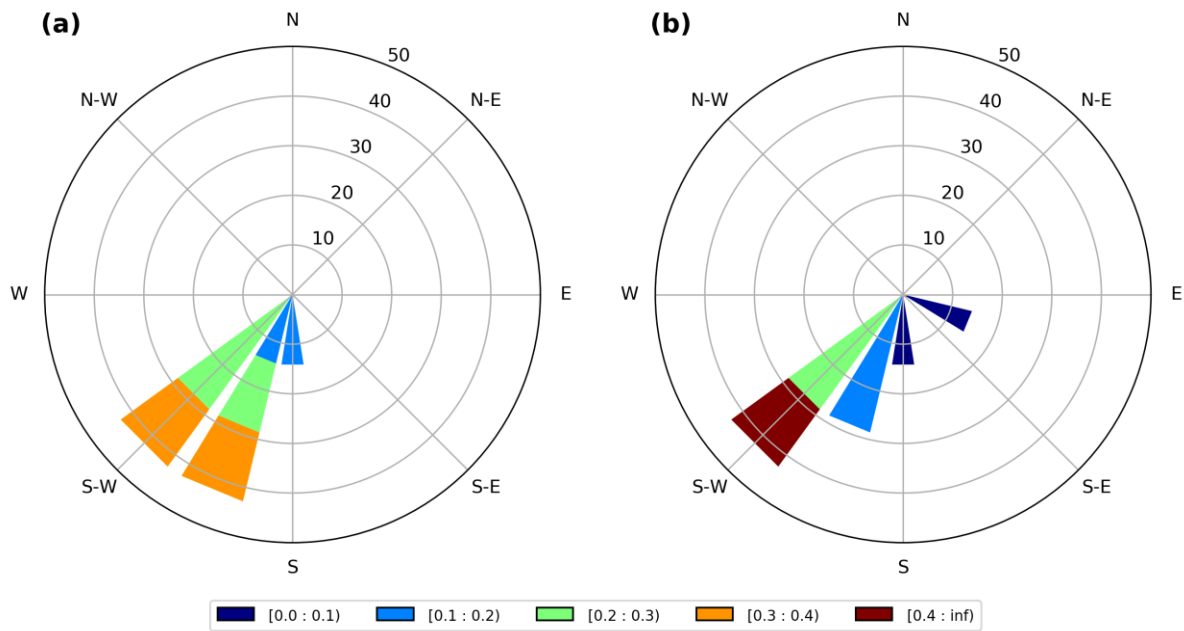 (a) N (b) N
50 50
N-W 40 N-E N-W 40 N-E
30 30
20 20
10 10
W E W E
S-W S-E S-W S-E
S S
[0.0 : 0.1) [0.1 : 0.2) [0.2 : 0.3) [0.3 : 0.4) [0.4 : inf)